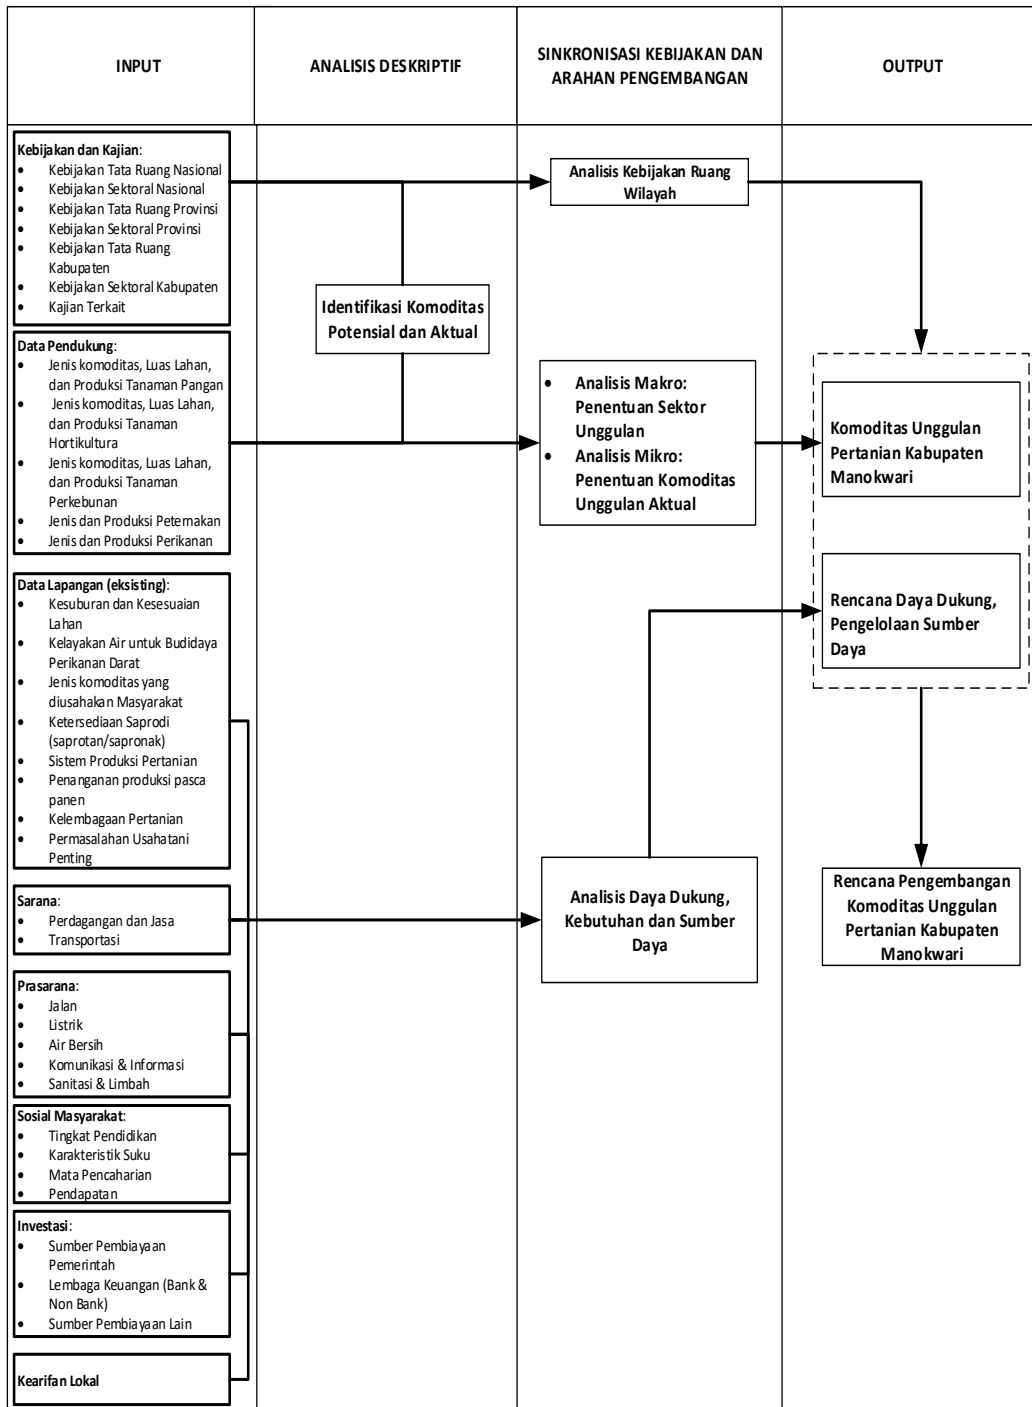 INPUT
ANALISIS DESKRIPTIF
SINKRONISASI KEBIJAKAN DAN
ARAHAN PENGEMBANGAN
OUTPUT
Kebijakan dan Kajian:
• Kebijakan Tata Ruang Nasional
• Kebijakan Sektoral Nasional
• Kebijakan Tata Ruang Provinsi
• Kebijakan Sektoral Provinsi
• Kebijakan Tata Ruang
Kabupaten
• Kebijakan Sektoral Kabupaten
• Kajian Terkait
Data Pendukung:
• Jenis komoditas, Luas Lahan,
dan Produksi Tanaman Pangan
• Jenis komoditas, Luas Lahan,
dan Produksi Tanaman
Hortikultura
• Jenis komoditas, Luas Lahan,
dan Produksi Tanaman
Perkebunan
• Jenis dan Produksi Peternakan
• Jenis dan Produksi Perikanan
Data Lapangan (eksisting):
• Kesuburan dan Kesesuaian
Lahan
• Kelayakan Air untuk Budidaya
Perikanan Darat
• Jenis komoditas yang
diusahakan Masyarakat
• Ketersediaan Saprodi
(saprotan/sapronak)
• Sistem Produksi Pertanian
• Penanganan produksi pasca
panen
• Kelembagaan Pertanian
• Permasalahan Usahatani
Penting
Sarana:
• Perdagangan dan Jasa
• Transportasi
Prasarana:
• Jalan
• Listrik
• Air Bersih
• Komunikasi & Informasi
• Sanitasi & Limbah
Sosial Masyarakat:
• Tingkat Pendidikan
• Karakteristik Suku
• Mata Pencaharian
• Pendapatan
Investasi:
• Sumber Pembiayaan
Pemerintah
• Lembaga Keuangan (Bank &
Non Bank)
• Sumber Pembiayaan Lain
Kearifan Lokal
Identifikasi Komoditas
Potensial dan Aktual
Analisis Kebijakan Ruang
Wilayah
• Analisis Makro:
Penentuan Sektor
Unggulan
• Analisis Mikro:
Penentuan Komoditas
Unggulan Aktual
Analisis Daya Dukung,
Kebutuhan dan Sumber
Daya
Komoditas Unggulan
Pertanian Kabupaten
Manokwari
Rencana Daya Dukung,
Pengelolaan Sumber
Daya
Rencana Pengembangan
Komoditas Unggulan
Pertanian Kabupaten
Manokwari